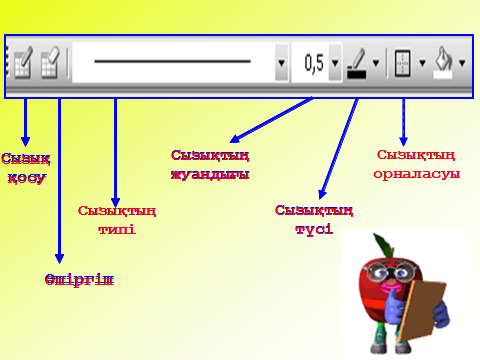 0,5
Сызық
қосу
Сызықтың
жуандығы
Сызықтың
орналасуы
Сызықтың
типі
Сызықтың
түсі
Өшіргіш